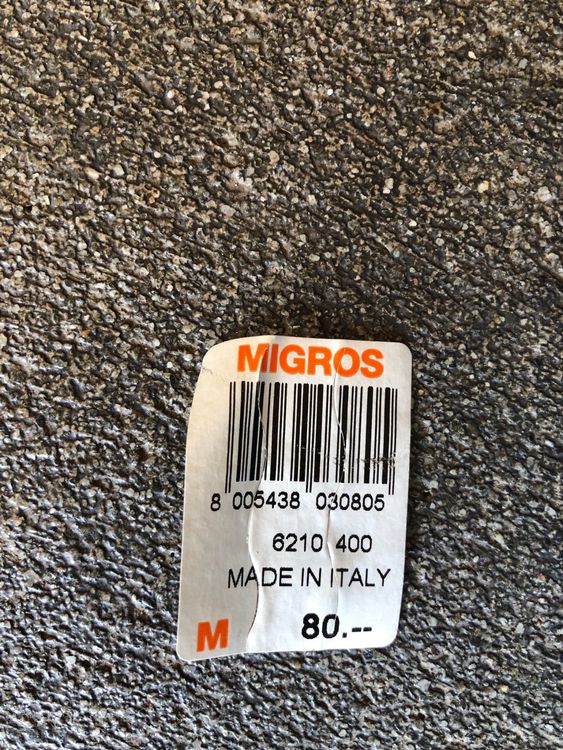 MIGROS
8 005438 030805
6210 400
MADE IN ITALY
M 80.--